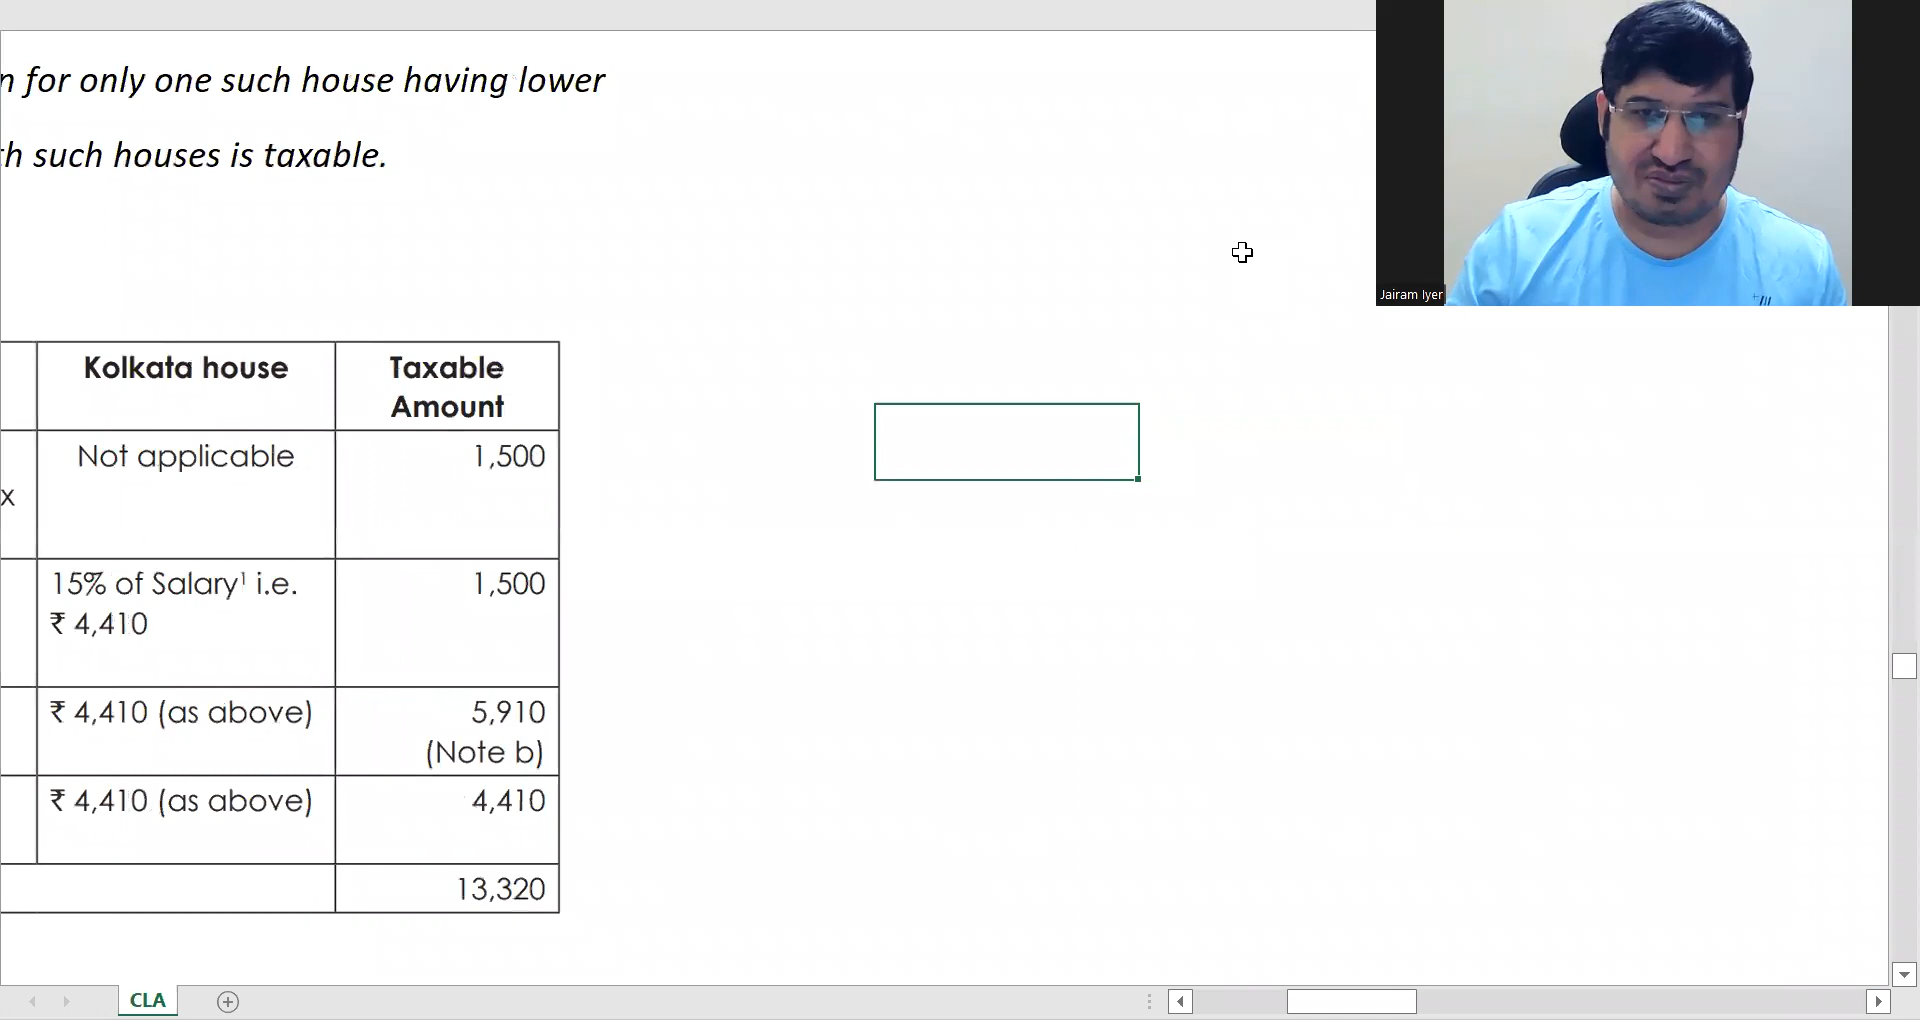 n for only one such house having lower
th such houses is taxable.
Jairam Iyer
Kolkata house
Taxable
Amount
Not applicable
1,500
x
15% of Salary¹ i.e.
₹ 4,410
1,500
₹ 4,410 (as above)
5,910
(Note b)
₹ 4,410 (as above)
4,410
13,320
CLA